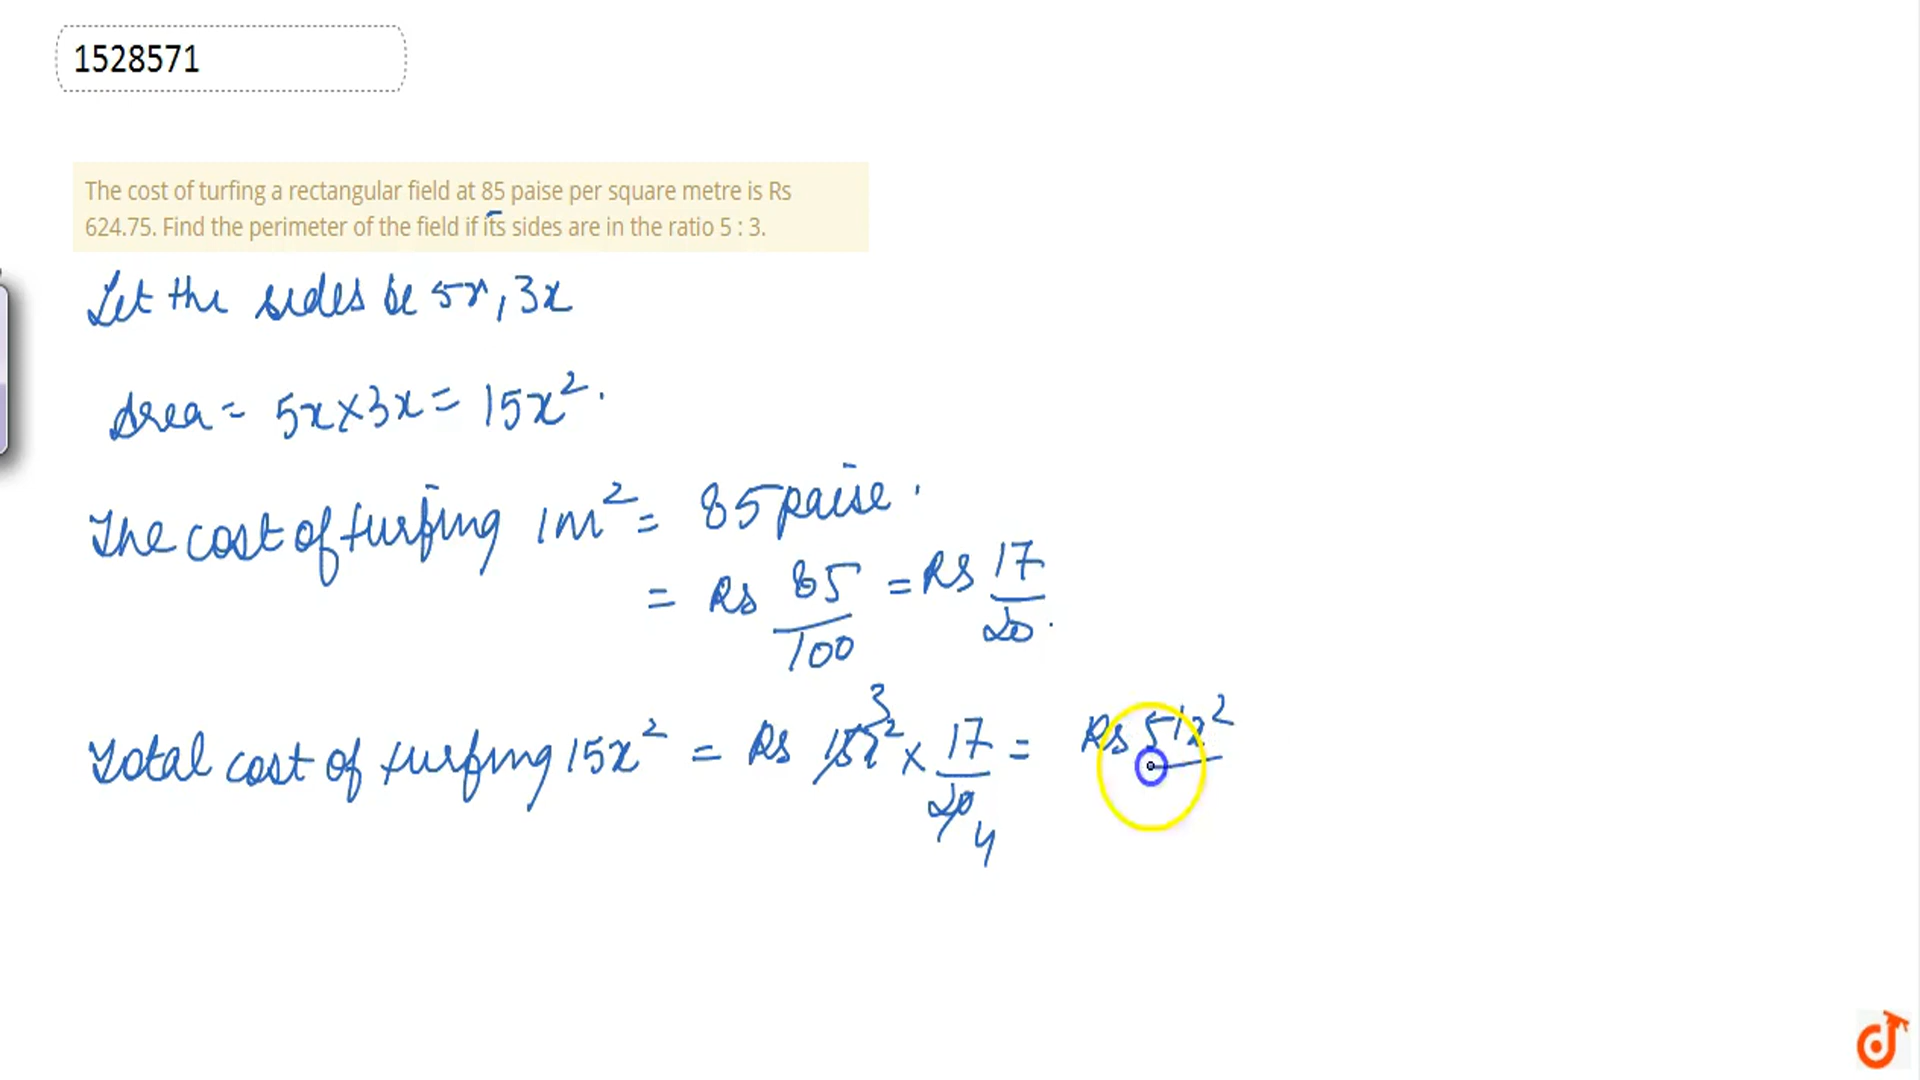 1528571
The cost of turfing a rectangular field at 85 paise per square metre is Rs
624.75. Find the perimeter of the field if its sides are in the ratio 5 : 3.
Let the sides be 5x, 3x
Area = 5x×3x = 15x².
The cost of turfing 1m² = 85 paise.
= Rs 85/100 = Rs 17/20.
Total cost of turfing 15x² = Rs 15x² × 17/20 = Rs 51x²
3
4